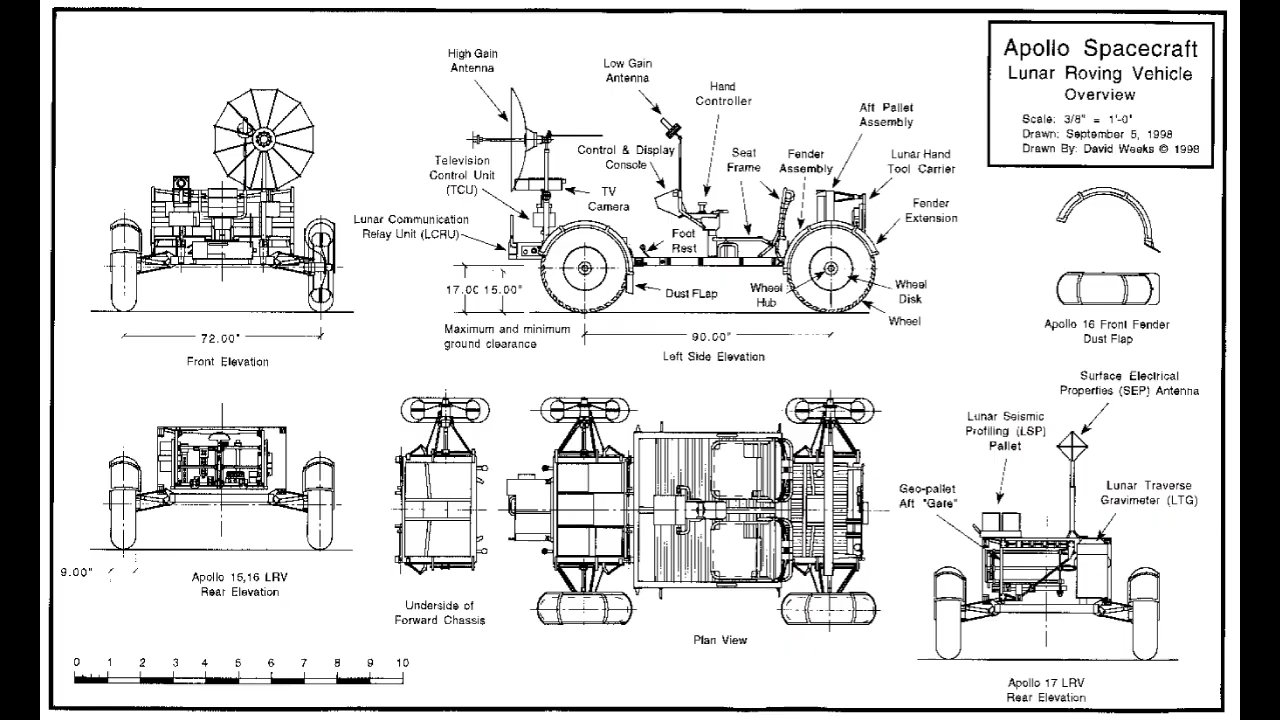 Apollo Spacecraft
Lunar Roving Vehicle
Overview
Scale: 3/8" = 1'-0"
Drawn: September 5, 1998
Drawn By: David Weeks © 1998
High Gain
Antenna
Low Gain
Antenna
Hand
Controller
Aft Pallet
Assembly
Television
Control Unit
(TCU)
Control & Display
Console
Seat
Frame
Fender
Assembly
Lunar Hand
Tool Carrier
TV
Camera
Lunar Communication
Relay Unit (LCRU)
Fender
Extension
Foot
Rest
17.00 15.00"
Dust FLap
Wheel
Hub
Wheel
Disk
Wheel
Maximum and minimum
ground clearance
72.00"
90.00"
Front Elevation
Left Side Elevation
Apollo 16 Front Fender
Dust Flap
Surface Electrical
Properties (SEP) Antenna
Lunar Seismic
Profiling (LSP)
Pallet
Geo-pallet
Aft "Gate"
Lunar Traverse
Gravimeter (LTG)
9.00"
Apollo 15,16 LRV
Rear Elevation
Underside of
Forward Chassis
Plan View
0 1 2 3 4 5 6 7 8 9 10
Apollo 17 LRV
Rear Elevation